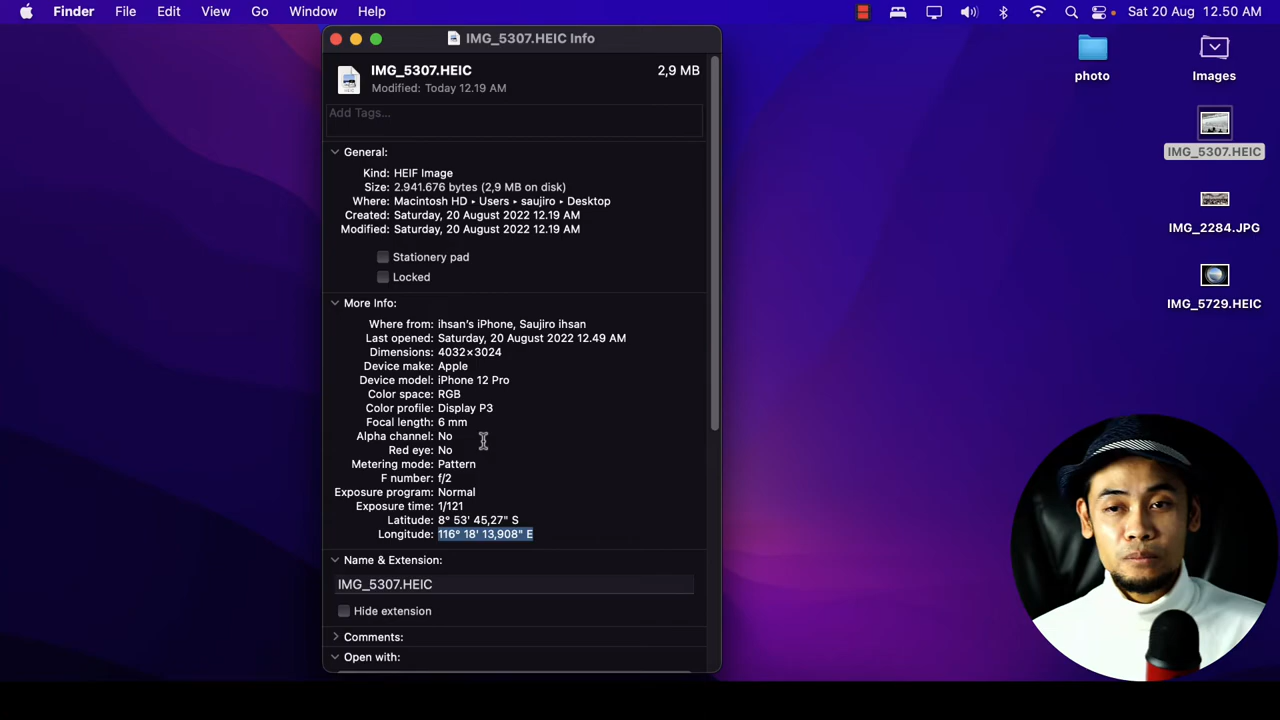 Finder File Edit View Go Window Help Sat 20 Aug 12.50 AM
IMG_5307.HEIC Info
IMG_5307.HEIC 2,9 MB
Modified: Today 12.19 AM
Add Tags...
General:
Kind: HEIF Image
Size: 2.941.676 bytes (2,9 MB on disk)
Where: Macintosh HD ▸ Users ▸ saujiro ▸ Desktop
Created: Saturday, 20 August 2022 12.19 AM
Modified: Saturday, 20 August 2022 12.19 AM
Stationery pad
Locked
More Info:
Where from: ihsan's iPhone, Saujiro ihsan
Last opened: Saturday, 20 August 2022 12.49 AM
Dimensions: 4032×3024
Device make: Apple
Device model: iPhone 12 Pro
Color space: RGB
Color profile: Display P3
Focal length: 6 mm
Alpha channel: No
Red eye: No
Metering mode: Pattern
F number: f/2
Exposure program: Normal
Exposure time: 1/121
Latitude: 8° 53' 45,27" S
Longitude: 116° 18' 13,908" E
Name & Extension:
IMG_5307.HEIC
Hide extension
Comments:
Open with:
photo
Images
IMG_5307.HEIC
IMG_2284.JPG
IMG_5729.HEIC